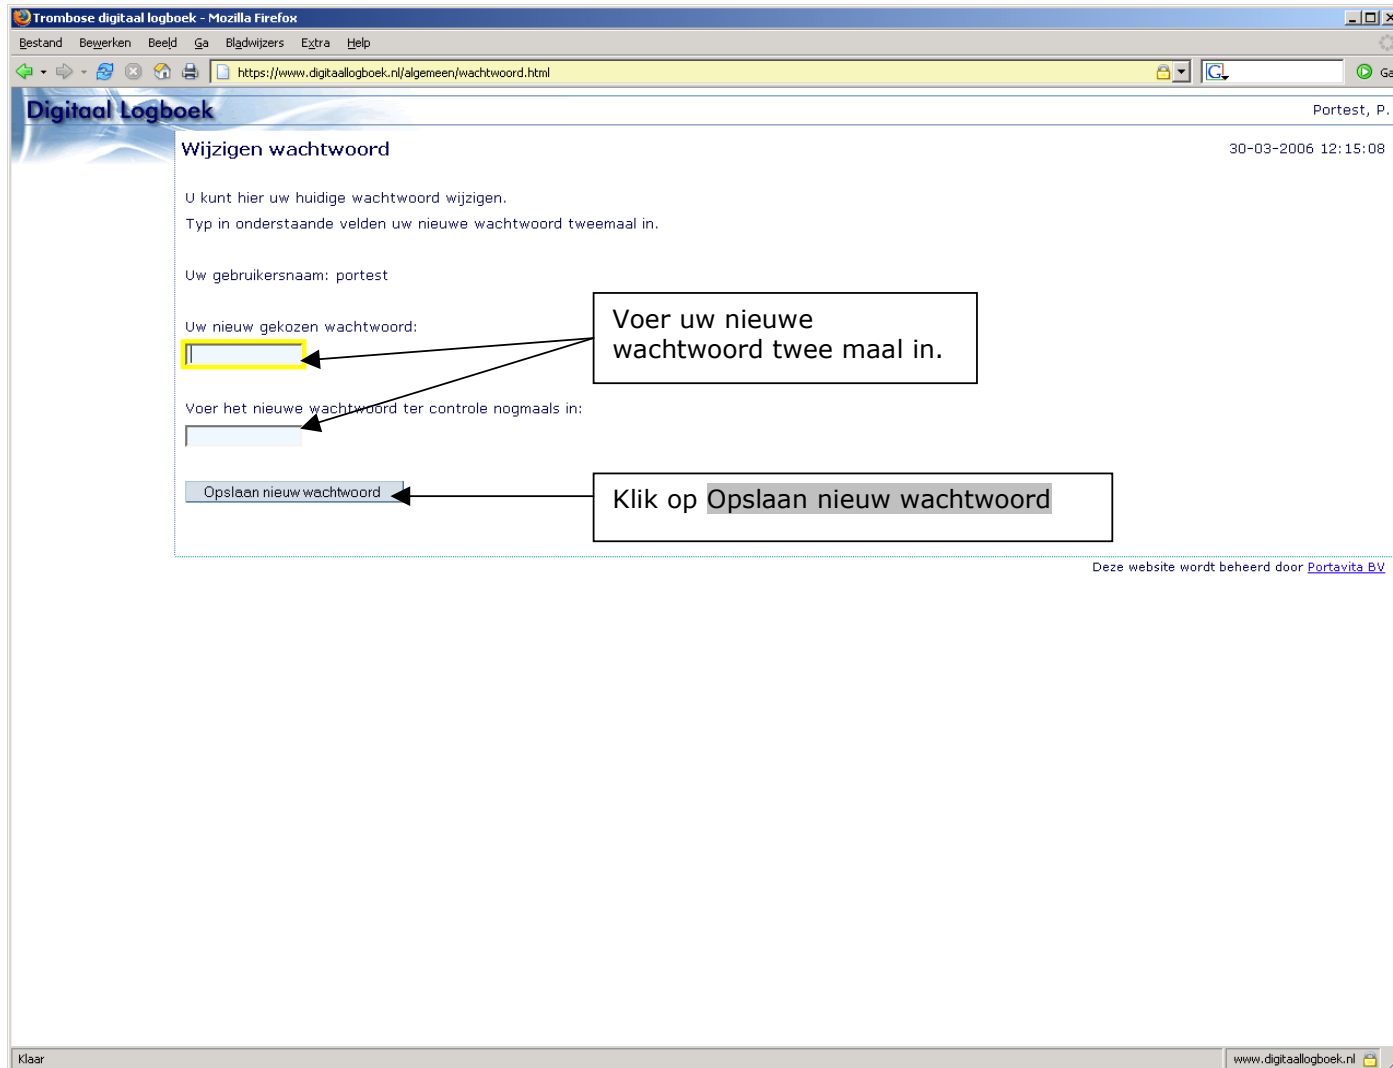 Trombose digitaal logboek - Mozilla Firefox
Bestand Bewerken Beeld Ga Bladwijzers Extra Help
https://www.digitaallogboek.nl/algemeen/wachtwoord.html
G
Ga
Digitaal Logboek
Portest, P.
Wijzigen wachtwoord
30-03-2006 12:15:08
U kunt hier uw huidige wachtwoord wijzigen.
Typ in onderstaande velden uw nieuwe wachtwoord tweemaal in.
Uw gebruikersnaam: portest
Uw nieuw gekozen wachtwoord:
Voer uw nieuwe
wachtwoord twee maal in.
Voer het nieuwe wachtwoord ter controle nogmaals in:
Opslaan nieuw wachtwoord
Klik op Opslaan nieuw wachtwoord
Deze website wordt beheerd door Portavita BV
Klaar
www.digitaallogboek.nl